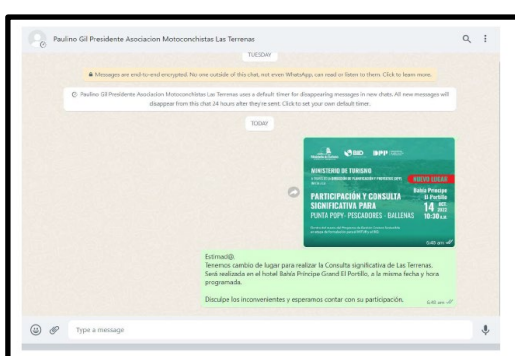 Paulino Gil Presidente Asociacion Motoconchistas Las Terrenas
TUESDAY
Messages are end-to-end encrypted. No one outside of this chat, not even WhatsApp, can read or listen to them. Click to learn more.
Paulino Gil Presidente Asociacion Motoconchistas Las Terrenas uses a default timer for disappearing messages in new chats. All new messages will
disappear from this chat 24 hours after they're sent. Click to set your own default timer.
TODAY
BID DPP
MINISTERIO DE TURISMO
NUEVO LUGAR
PARTICIPACIÓN Y CONSULTA
SIGNIFICATIVA PARA
PUNTA POPY- PESCADORES - BALLENAS
Bahía Príncipe
El Portillo
14 2022
10:30
6:45 am
Estimad@.
Tenemos cambio de lugar para realizar la Consulta significativa de Las Terrenas.
Será realizada en el hotel Bahía Príncipe Grand El Portillo, a la misma fecha y hora
programada.
Disculpe los inconvenientes y esperamos contar con su participación.
6:45 am
Type a message